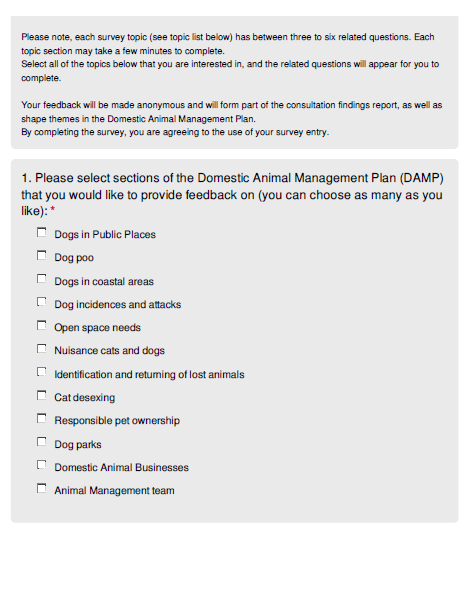 Please note, each survey topic (see topic list below) has between three to six related questions. Each
topic section may take a few minutes to complete.
Select all of the topics below that you are interested in, and the related questions will appear for you to
complete.
Your feedback will be made anonymous and will form part of the consultation findings report, as well as
shape themes in the Domestic Animal Management Plan.
By completing the survey, you are agreeing to the use of your survey entry.
1. Please select sections of the Domestic Animal Management Plan (DAMP)
that you would like to provide feedback on (you can choose as many as you
like): *
Dogs in Public Places
Dog poo
Dogs in coastal areas
Dog incidences and attacks
Open space needs
Nuisance cats and dogs
Identification and returning of lost animals
Cat desexing
Responsible pet ownership
Dog parks
Domestic Animal Businesses
Animal Management team